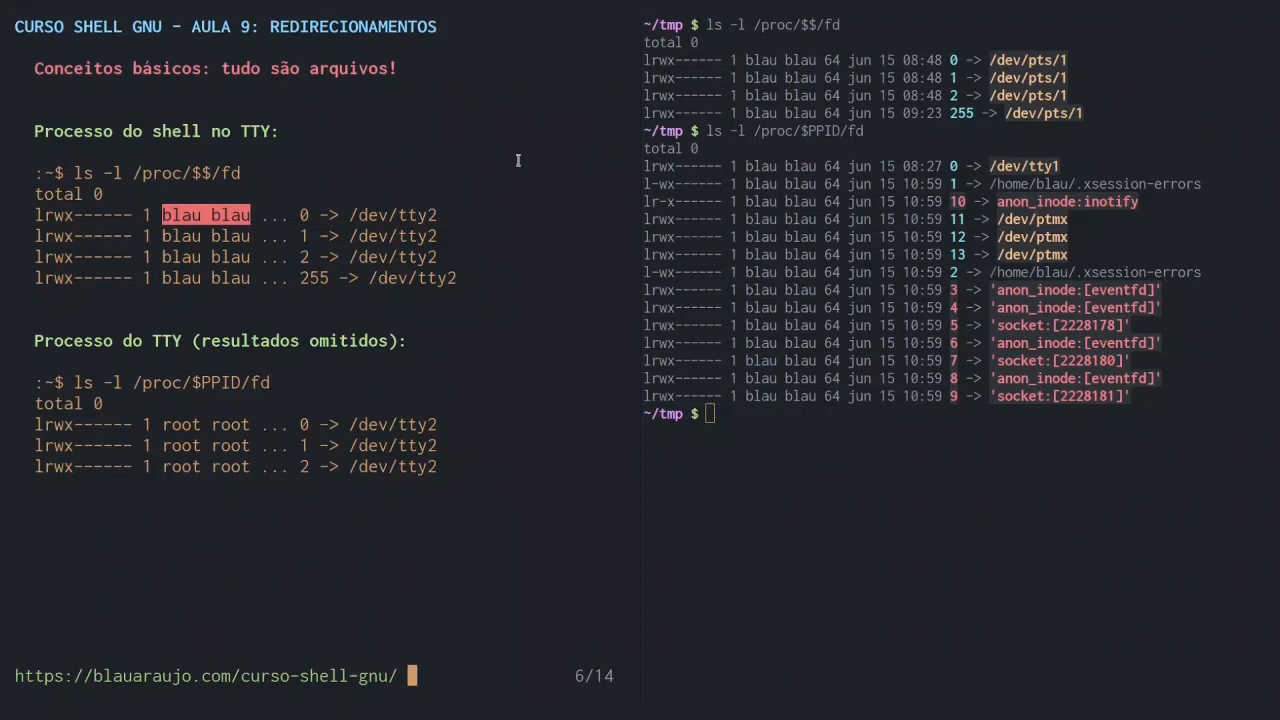 CURSO SHELL GNU - AULA 9: REDIRECIONAMENTOS
Conceitos básicos: tudo são arquivos!
Processo do shell no TTY:
:~$ ls -l /proc/$$/fd
total 0
lrwx------ 1 blau blau ... 0 -> /dev/tty2
lrwx------ 1 blau blau ... 1 -> /dev/tty2
lrwx------ 1 blau blau ... 2 -> /dev/tty2
lrwx------ 1 blau blau ... 255 -> /dev/tty2
Processo do TTY (resultados omitidos):
:~$ ls -l /proc/$PPID/fd
total 0
lrwx------ 1 root root ... 0 -> /dev/tty2
lrwx------ 1 root root ... 1 -> /dev/tty2
lrwx------ 1 root root ... 2 -> /dev/tty2
https://blauaraujo.com/curso-shell-gnu/ 6/14
~/tmp $ ls -l /proc/$$/fd
total 0
lrwx------ 1 blau blau 64 jun 15 08:48 0 -> /dev/pts/1
lrwx------ 1 blau blau 64 jun 15 08:48 1 -> /dev/pts/1
lrwx------ 1 blau blau 64 jun 15 08:48 2 -> /dev/pts/1
lrwx------ 1 blau blau 64 jun 15 09:23 255 -> /dev/pts/1
~/tmp $ ls -l /proc/$PPID/fd
total 0
lrwx------ 1 blau blau 64 jun 15 08:27 0 -> /dev/tty1
l-wx------ 1 blau blau 64 jun 15 10:59 1 -> /home/blau/.xsession-errors
lr-x------ 1 blau blau 64 jun 15 10:59 10 -> anon_inode:inotify
lrwx------ 1 blau blau 64 jun 15 10:59 11 -> /dev/ptmx
lrwx------ 1 blau blau 64 jun 15 10:59 12 -> /dev/ptmx
lrwx------ 1 blau blau 64 jun 15 10:59 13 -> /dev/ptmx
l-wx------ 1 blau blau 64 jun 15 10:59 2 -> /home/blau/.xsession-errors
lrwx------ 1 blau blau 64 jun 15 10:59 3 -> 'anon_inode:[eventfd]'
lrwx------ 1 blau blau 64 jun 15 10:59 4 -> 'anon_inode:[eventfd]'
lrwx------ 1 blau blau 64 jun 15 10:59 5 -> 'socket:[2228178]'
lrwx------ 1 blau blau 64 jun 15 10:59 6 -> 'anon_inode:[eventfd]'
lrwx------ 1 blau blau 64 jun 15 10:59 7 -> 'socket:[2228180]'
lrwx------ 1 blau blau 64 jun 15 10:59 8 -> 'anon_inode:[eventfd]'
lrwx------ 1 blau blau 64 jun 15 10:59 9 -> 'socket:[2228181]'
~/tmp $